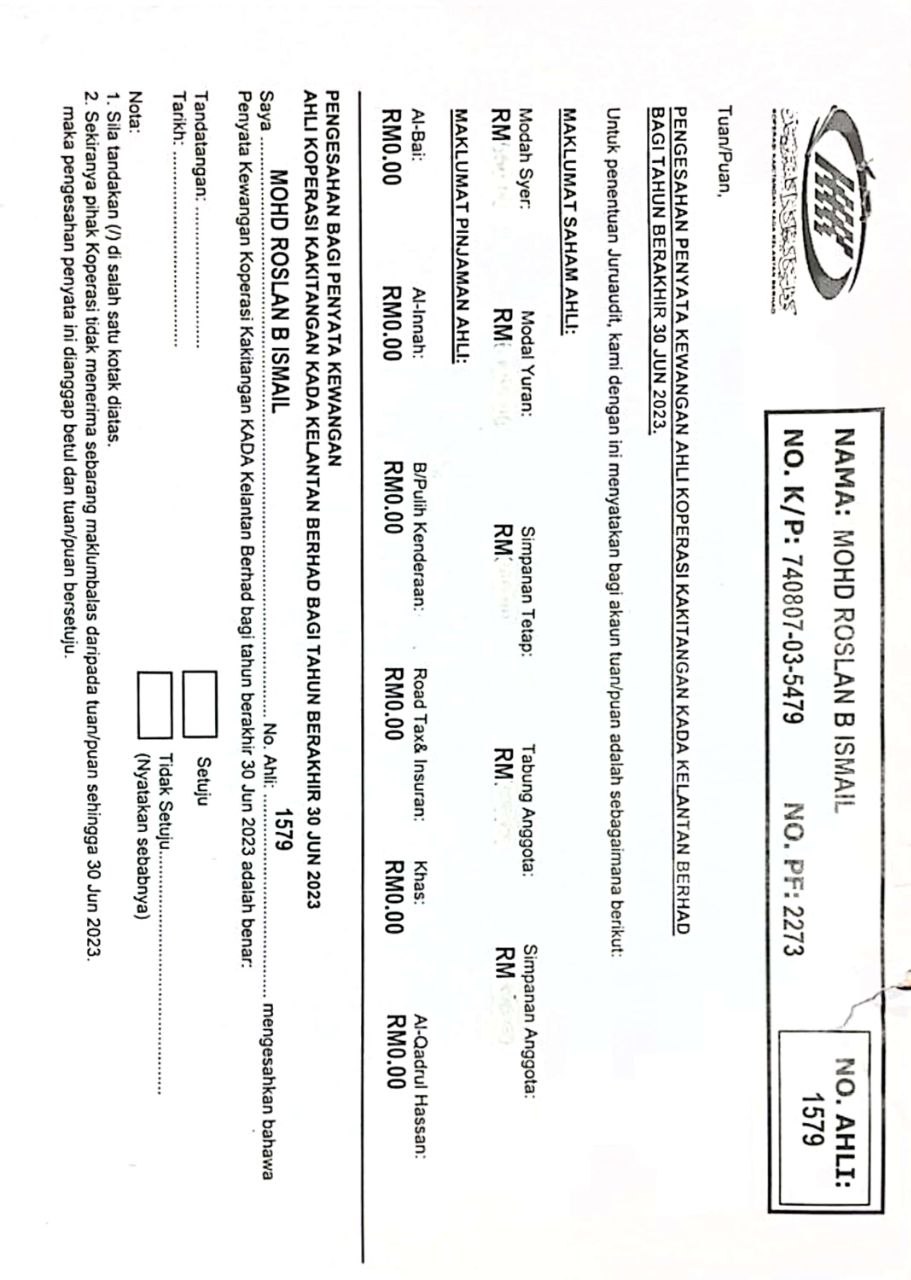 KOPERASI KAKITANGAN KADA KELANTAN BERHAD
NAMA: MOHD ROSLAN B ISMAIL
NO. K/P: 740807-03-5479 NO. PF: 2273
NO. AHLI:
1579
Tuan/Puan,
PENGESAHAN PENYATA KEWANGAN AHLI KOPERASI KAKITANGAN KADA KELANTAN BERHAD
BAGI TAHUN BERAKHIR 30 JUN 2023.
Untuk penentuan Juruaudit, kami dengan ini menyatakan bagi akaun tuan/puan adalah sebagaimana berikut:
MAKLUMAT SAHAM AHLI:
Modah Syer: Modal Yuran: Simpanan Tetap: Tabung Anggota: Simpanan Anggota:
RM RM RM RM RM
MAKLUMAT PINJAMAN AHLI:
Al-Bai: Al-Innah: B/Pulih Kenderaan: Road Tax& Insuran: Khas: Al-Qadrul Hassan:
RM0.00 RM0.00 RM0.00 RM0.00 RM0.00 RM0.00
PENGESAHAN BAGI PENYATA KEWANGAN
AHLI KOPERASI KAKITANGAN KADA KELANTAN BERHAD BAGI TAHUN BERAKHIR 30 JUN 2023
Saya MOHD ROSLAN B ISMAIL No. Ahli: 1579 mengesahkan bahawa
Penyata Kewangan Koperasi Kakitangan KADA Kelantan Berhad bagi tahun berakhir 30 Jun 2023 adalah benar:
Tandatangan: ............................
Setuju
Tarikh: ......................................
Tidak Setuju...............................................
(Nyatakan sebabnya)
Nota:
1. Sila tandakan (/) di salah satu kotak diatas.
2. Sekiranya pihak Koperasi tidak menerima sebarang maklumbalas daripada tuan/puan sehingga 30 Jun 2023.
maka pengesahan penyata ini dianggap betul dan tuan/puan bersetuju.